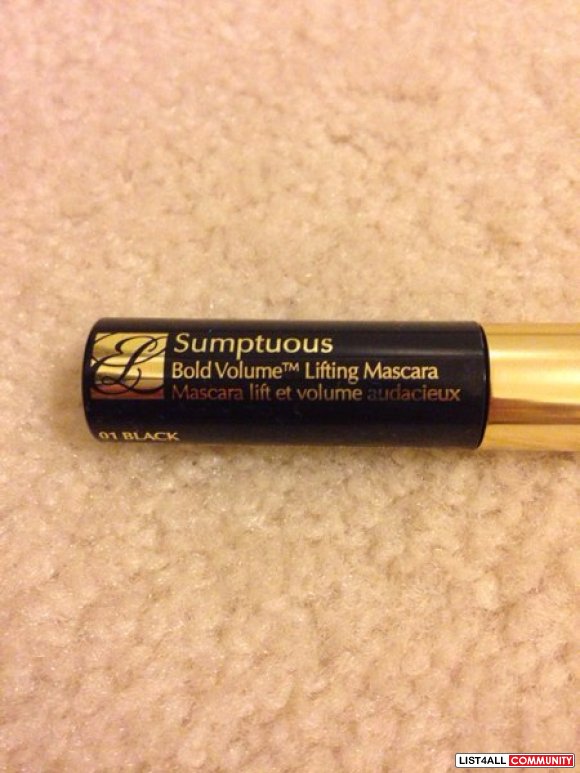 Sumptuous
Bold Volume™ Lifting Mascara
Mascara lift et volume audacieux
01 BLACK
LIST4ALL COMMUNITY